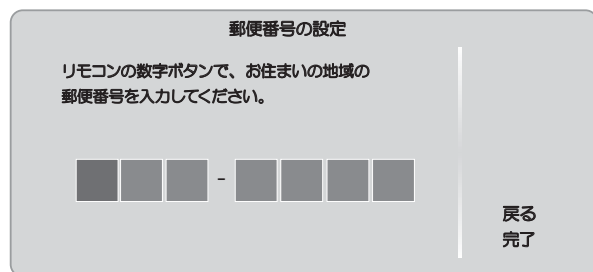 郵便番号の設定
リモコンの数字ボタンで、お住まいの地域の
郵便番号を入力してください。
-
戻る
完了